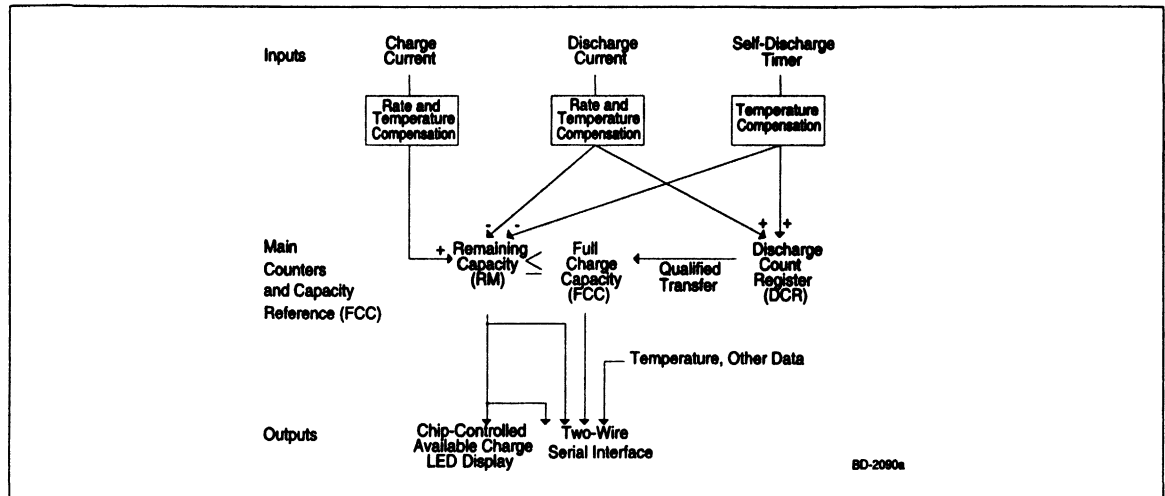 Inputs
Charge
Current
Discharge
Current
Self-Discharge
Timer
Rate and
Temperature
Compensation
Rate and
Temperature
Compensation
Temperature
Compensation
- - + +
Main
Counters
and Capacity
Reference (FCC)
+ Remaining
Capacity
(RM)
≤
Full
Charge
Capacity
(FCC)
Qualified
Transfer
Discharge
Count
Register
(DCR)
Temperature, Other Data
Outputs
Chip-Controlled
Available Charge
LED Display
Two-Wire
Serial Interface
BD-2090a